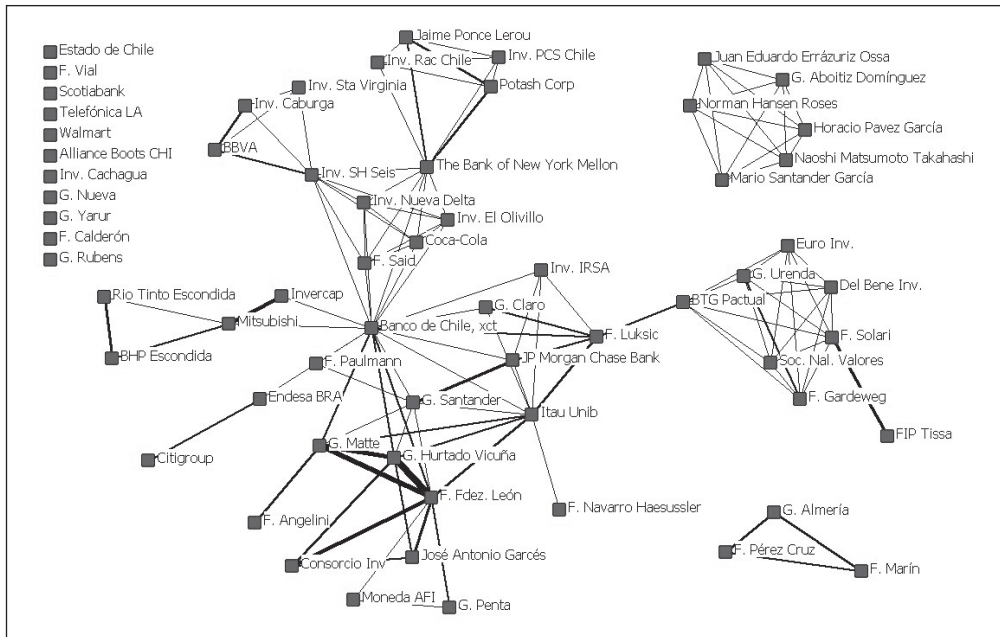 Estado de Chile
F. Vial
Scotiabank
Telefónica LA
Walmart
Alliance Boots CHI
Inv. Cachagua
G. Nueva
G. Yarur
F. Calderón
G. Rubens
Jaime Ponce Lerou
Inv. Rac Chile
Inv. PCS Chile
Inv. Sta Virginia
Potash Corp
Inv. Caburga
BBVA
The Bank of New York Mellon
Inv. SH Seis
Inv. Nueva Delta
Inv. El Olivillo
Coca-Cola
F. Said
Juan Eduardo Errázuriz Ossa
G. Aboitiz Domínguez
Norman Hansen Roses
Horacio Pavez García
Naoshi Matsumoto Takahashi
Mario Santander García
Rio Tinto Escondida
Invercap
Mitsubishi
BHP Escondida
Banco de Chile, xct
Inv. IRSA
G. Claro
F. Luksic
JP Morgan Chase Bank
F. Paulmann
Endesa BRA
G. Santander
Itau Unib
Citigroup
G. Matte
G. Hurtado Vicuña
F. Fdez. León
F. Angelini
Consorcio Inv
José Antonio Garcés
F. Navarro Haesussler
Moneda AFI
G. Penta
Euro Inv.
G. Urenda
Del Bene Inv.
BTG Pactual
F. Solari
Soc. Nal. Valores
F. Gardeweg
FIP Tissa
G. Almería
F. Pérez Cruz
F. Marín